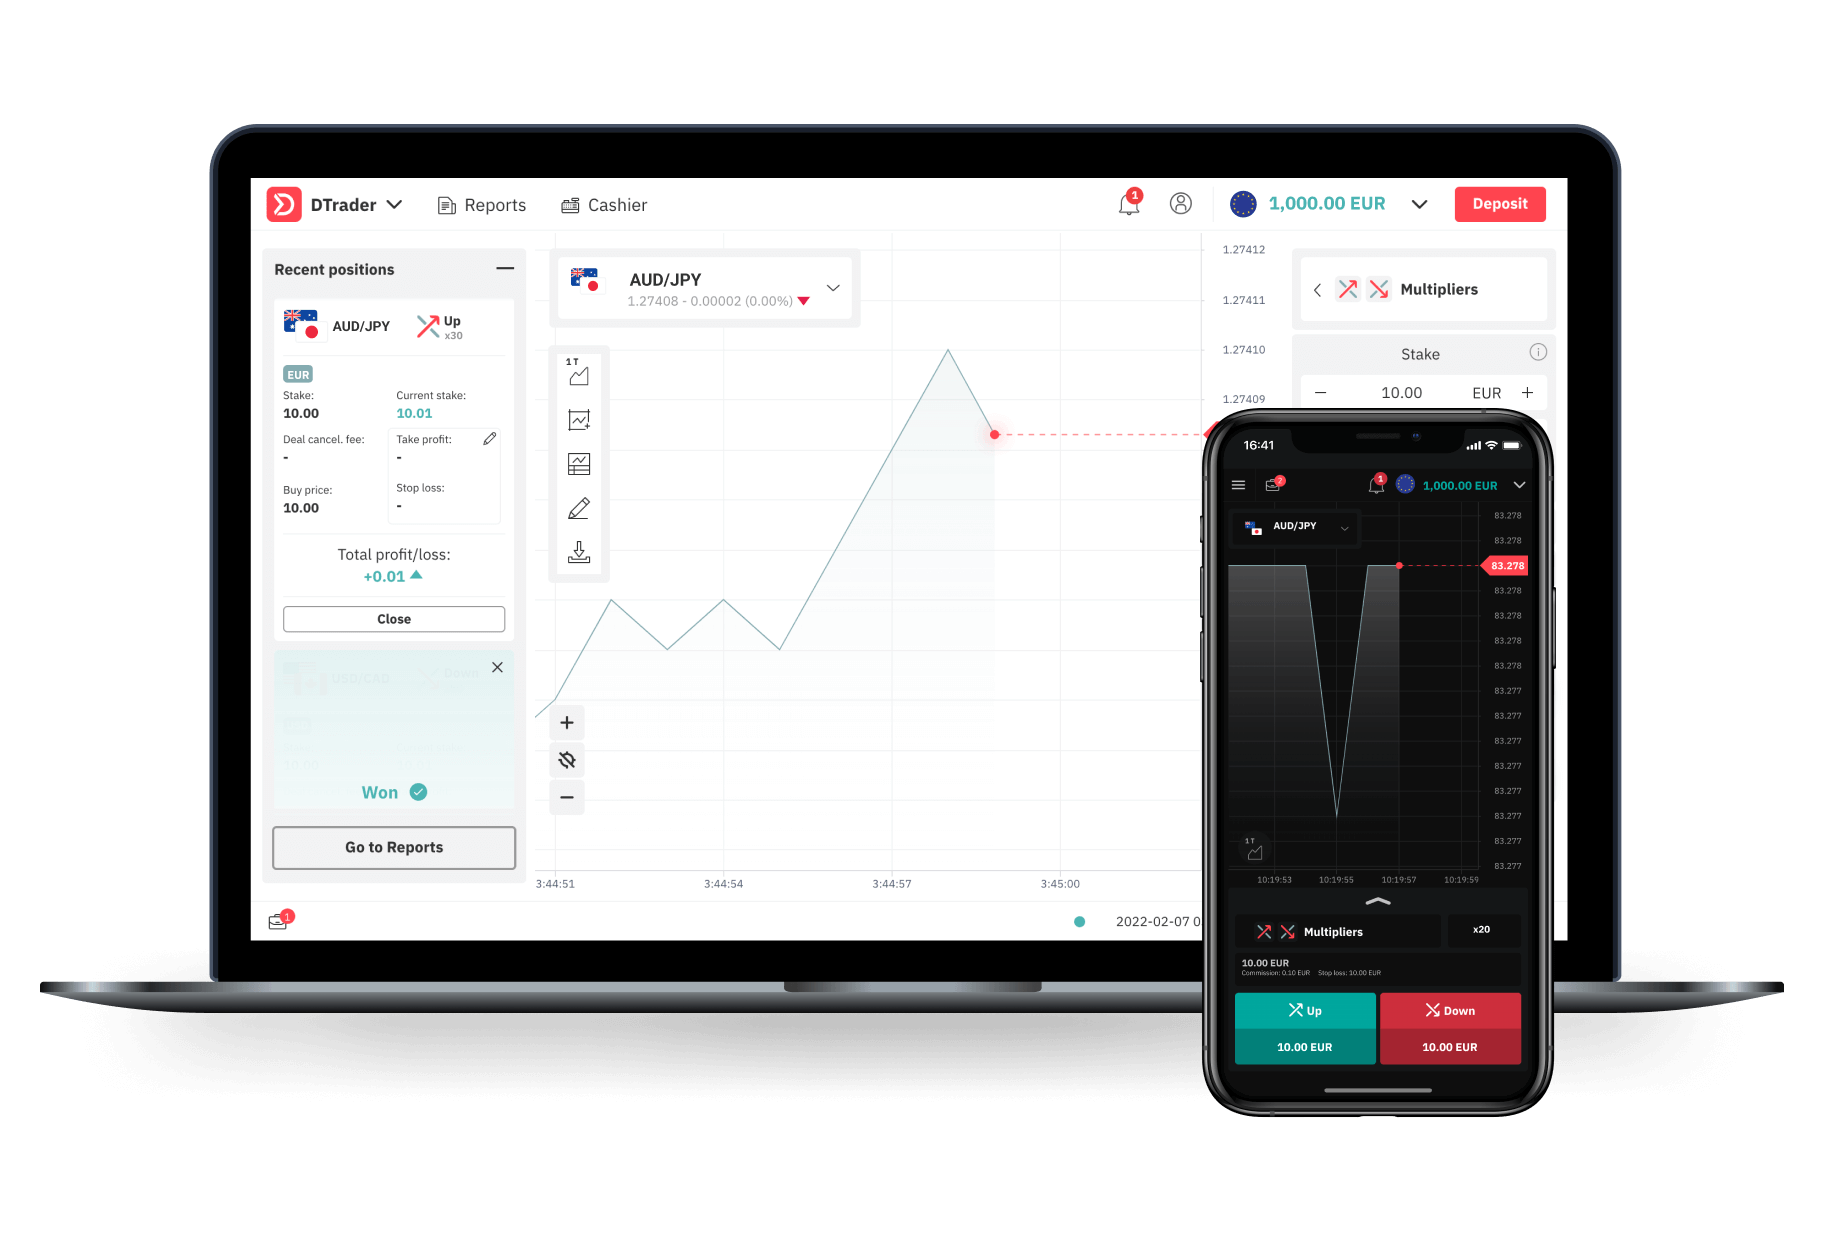 DTrader
Reports
Cashier
1
1,000.00 EUR
Deposit
Recent positions
AUD/JPY
Up
x30
EUR
Stake:
Current stake:
10.00
10.01
Deal cancel. fee:
Take profit:
-
-
Buy price:
Stop loss:
10.00
-
Total profit/loss:
+0.01
Close
USD/CAD
Down
Won
Go to Reports
1
AUD/JPY
1.27408 - 0.00002 (0.00%)
1 T
1.27412
1.27411
1.27410
1.27409
3:44:51
3:44:54
3:44:57
3:45:00
2022-02-07 0
Multipliers
Stake
10.00
EUR
16:41
2
1
1,000.00 EUR
AUD/JPY
83.278
83.278
83.278
83.278
83.278
83.278
83.278
83.277
83.277
83.277
83.277
83.277
83.277
83.277
83.277
1 T
10:19:53
10:19:55
10:19:57
10:19:59
Multipliers
x20
10.00 EUR
Commission: 0.10 EUR Stop loss: 10.00 EUR
Up
Down
10.00 EUR
10.00 EUR